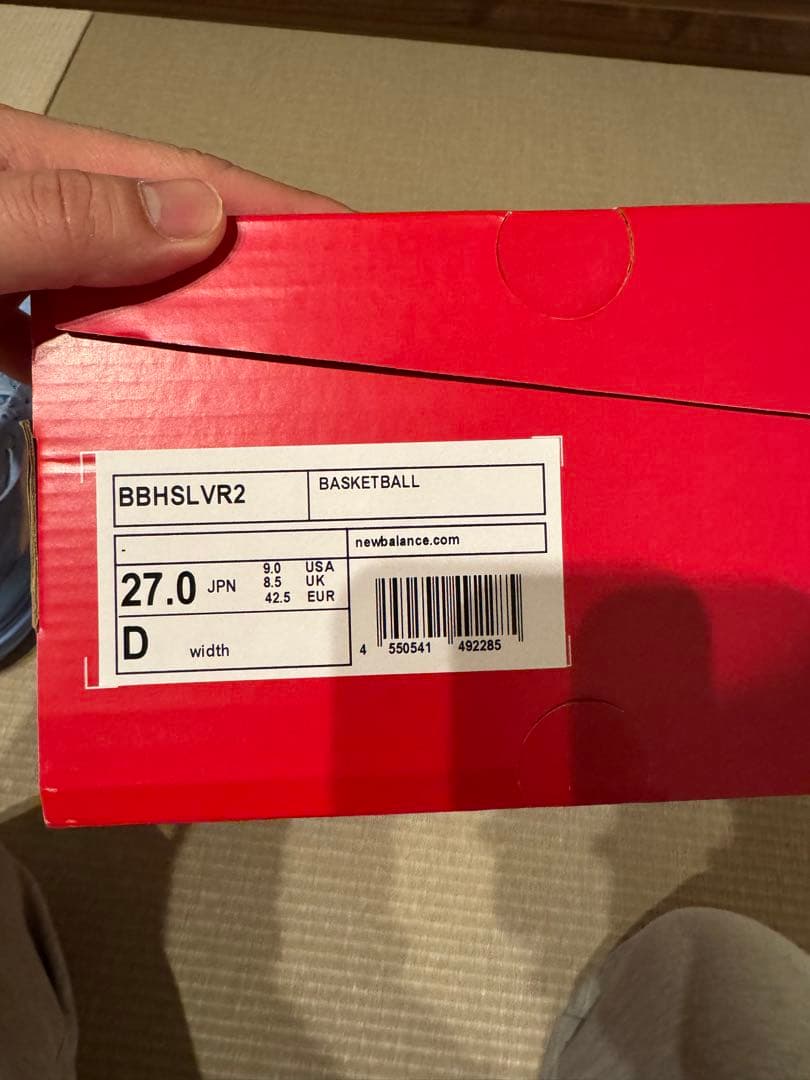 BBHSLVR2
BASKETBALL
-
newbalance.com
27.0 JPN
9.0 USA
8.5 UK
42.5 EUR
D width
4 550541 492285